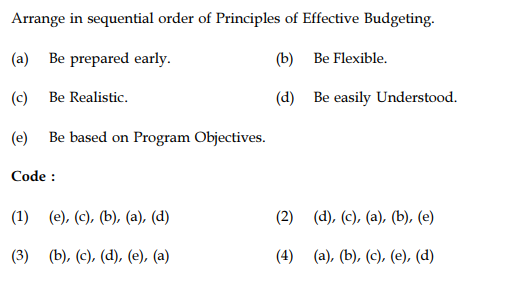 Arrange in sequential order of Principles of Effective Budgeting.
(a) Be prepared early. (b) Be Flexible.
(c) Be Realistic. (d) Be easily Understood.
(e) Be based on Program Objectives.
Code :
(1) (e), (c), (b), (a), (d) (2) (d), (c), (a), (b), (e)
(3) (b), (c), (d), (e), (a) (4) (a), (b), (c), (e), (d)